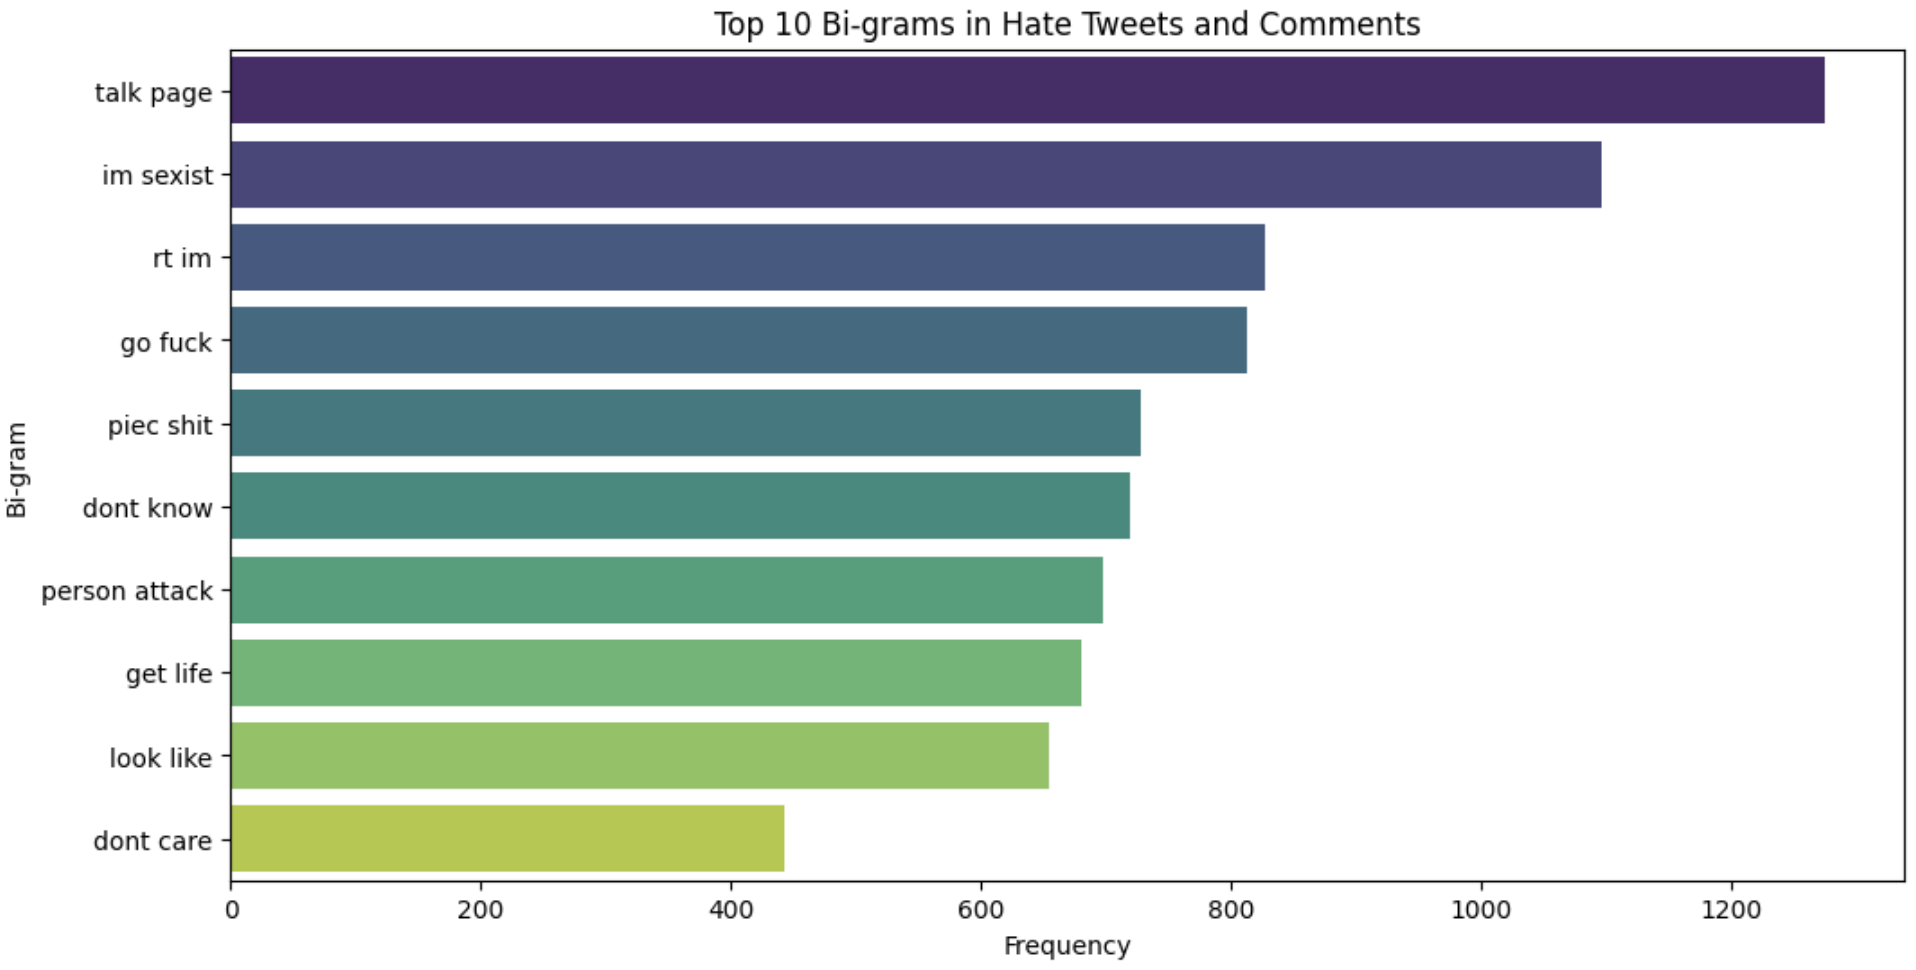 Top 10 Bi-grams in Hate Tweets and Comments
Bi-gram
talk page
im sexist
rt im
go fuck
piec shit
dont know
person attack
get life
look like
dont care
0 200 400 600 800 1000 1200
Frequency